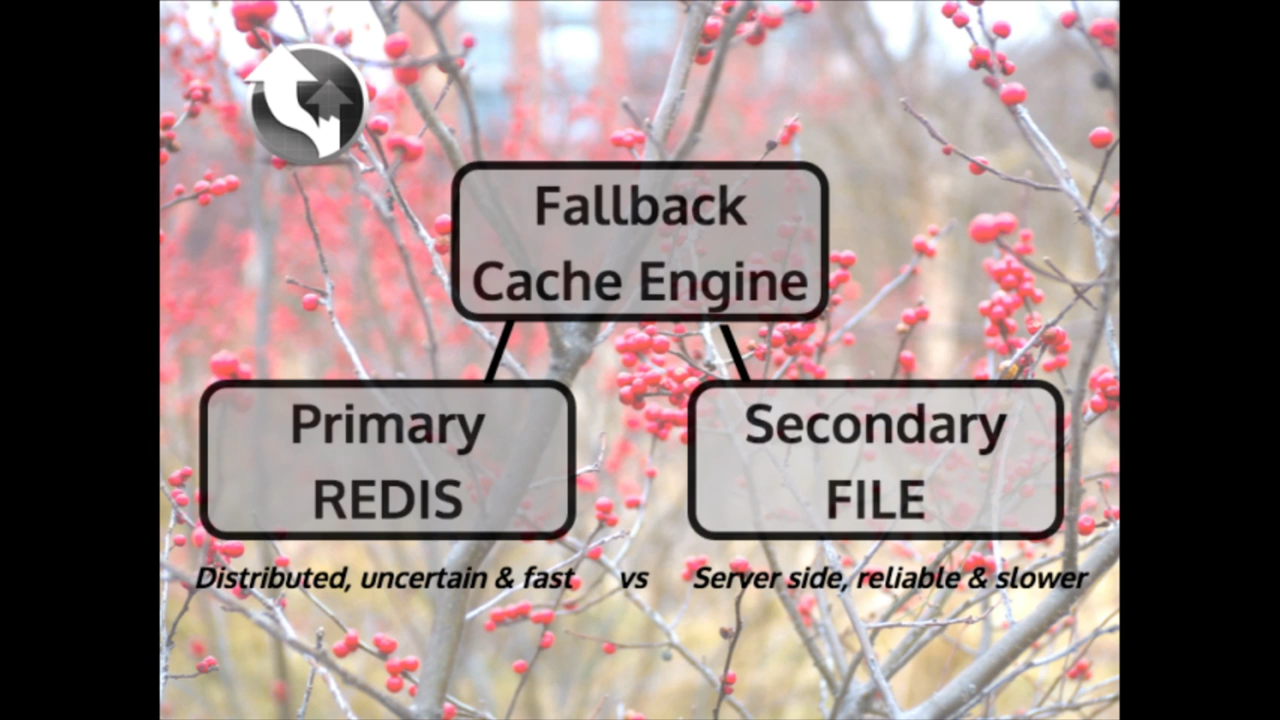 Fallback
Cache Engine
Primary
REDIS
Secondary
FILE
Distributed, uncertain & fast vs Server side, reliable & slower